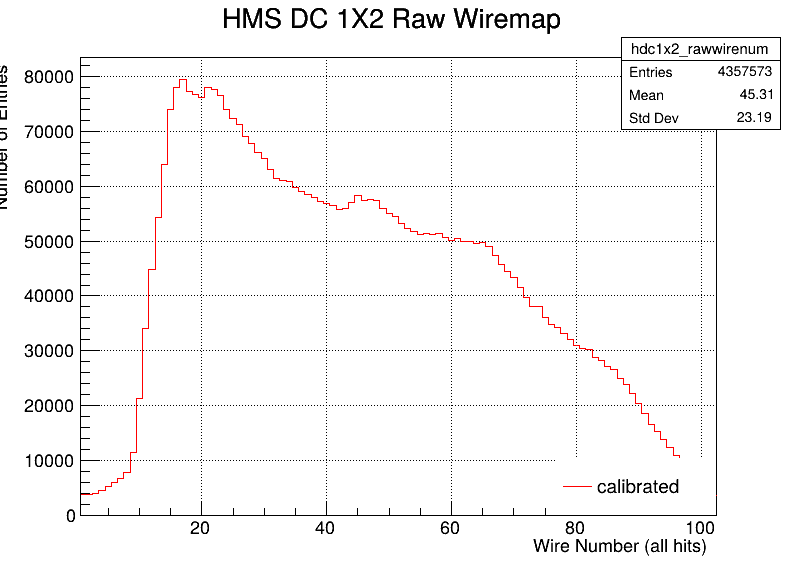 HMS DC 1X2 Raw Wiremap
hdc1x2_rawwirenum
Entries 4357573
Mean 45.31
Std Dev 23.19
Number of Entries
80000
70000
60000
50000
40000
30000
20000
10000
0
20 40 60 80 100
calibrated
Wire Number (all hits)